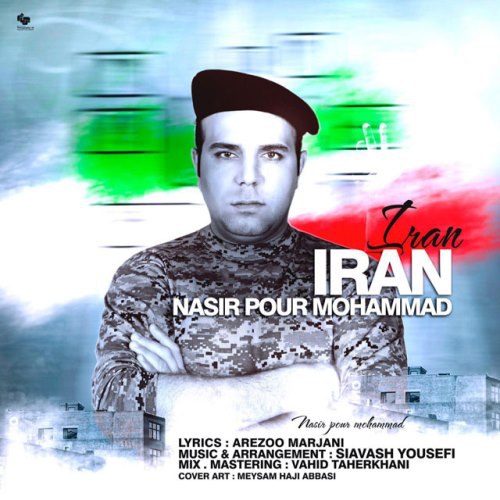 Iran
IRAN
NASIR POUR MOHAMMAD
Nasir pour mohammad
LYRICS : AREZOO MARJANI
MUSIC & ARRANGEMENT : SIAVASH YOUSEFI
MIX . MASTERING : VAHID TAHERKHANI
COVER ART : MEYSAM HAJI ABBASI